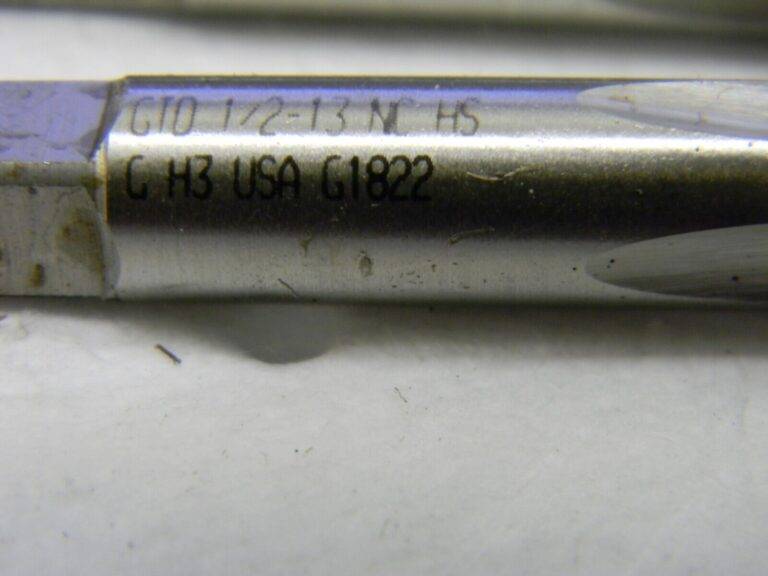 GTD 1/2-13 NC HS
G H3 USA G1822